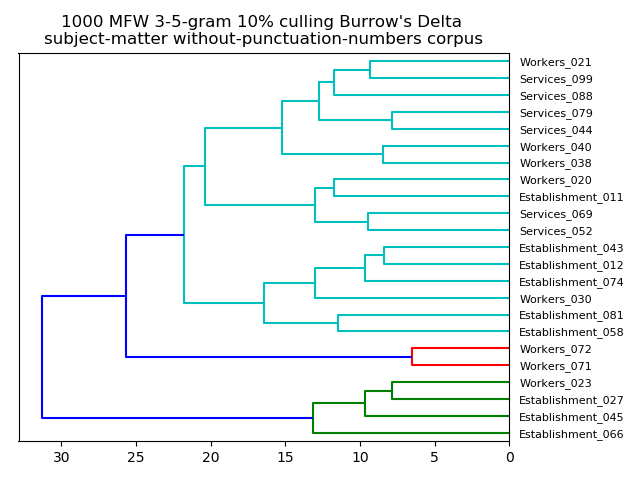 1000 MFW 3-5-gram 10% culling Burrow's Delta
subject-matter without-punctuation-numbers corpus
Workers_021
Services_099
Services_088
Services_079
Services_044
Workers_040
Workers_038
Workers_020
Establishment_011
Services_069
Services_052
Establishment_043
Establishment_012
Establishment_074
Workers_030
Establishment_081
Establishment_058
Workers_072
Workers_071
Workers_023
Establishment_027
Establishment_045
Establishment_066
30 25 20 15 10 5 0